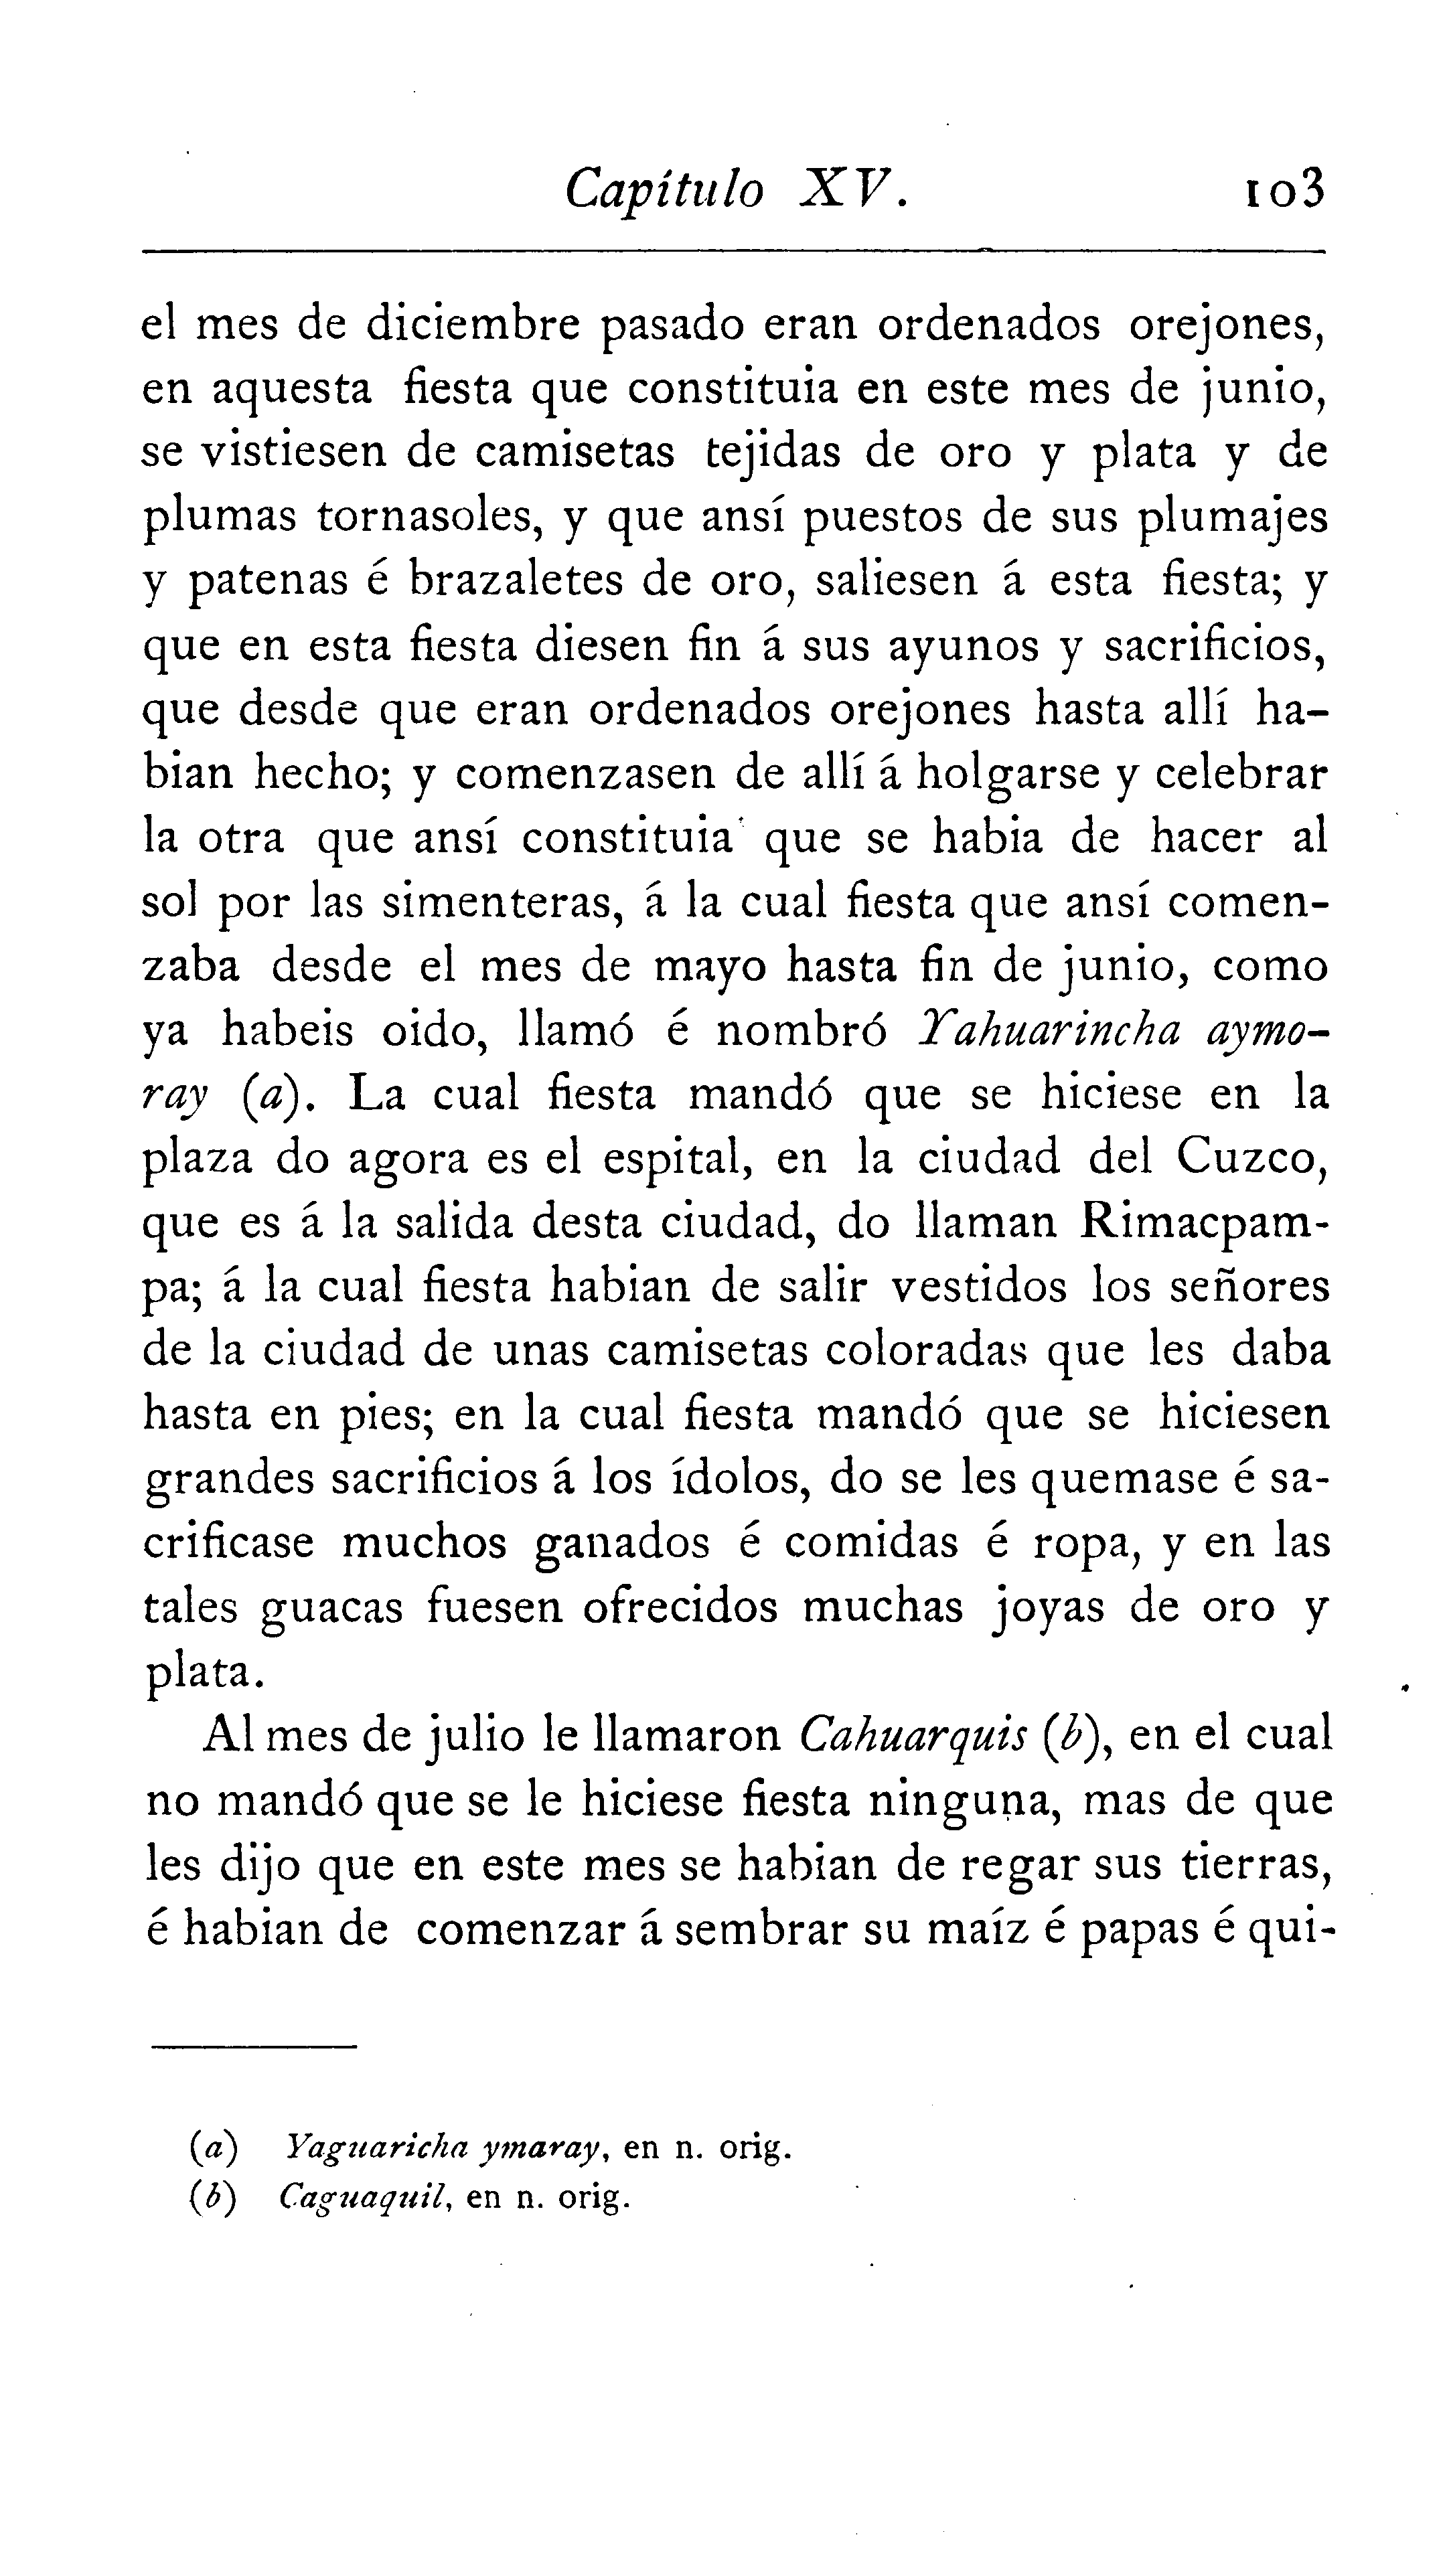 Capítulo XV. 103
el mes de diciembre pasado eran ordenados orejones,
en aquesta fiesta que constituia en este mes de junio,
se vistiesen de camisetas tejidas de oro y plata y de
plumas tornasoles, y que ansí puestos de sus plumajes
y patenas é brazaletes de oro, saliesen á esta fiesta; y
que en esta fiesta diesen fin á sus ayunos y sacrificios,
que desde que eran ordenados orejones hasta allí ha-
bian hecho; y comenzasen de allí á holgarse y celebrar
la otra que ansí constituia que se habia de hacer al
sol por las simenteras, á la cual fiesta que ansí comen-
zaba desde el mes de mayo hasta fin de junio, como
ya habeis oido, llamó é nombró Yahuarincha aymo-
ray (a). La cual fiesta mandó que se hiciese en la
plaza do agora es el espital, en la ciudad del Cuzco,
que es á la salida desta ciudad, do llaman Rimacpam-
pa; á la cual fiesta habian de salir vestidos los señores
de la ciudad de unas camisetas coloradas que les daba
hasta en pies; en la cual fiesta mandó que se hiciesen
grandes sacrificios á los ídolos, do se les quemase é sa-
crificase muchos ganados é comidas é ropa, y en las
tales guacas fuesen ofrecidos muchas joyas de oro y
plata.
Al mes de julio le llamaron Cahuarquis (b), en el cual
no mandó que se le hiciese fiesta ninguna, mas de que
les dijo que en este mes se habian de regar sus tierras,
é habian de comenzar á sembrar su maíz é papas é qui-
(a) Yaguaricha ymaray, en n. orig.
(b) Caguaquil, en n. orig.